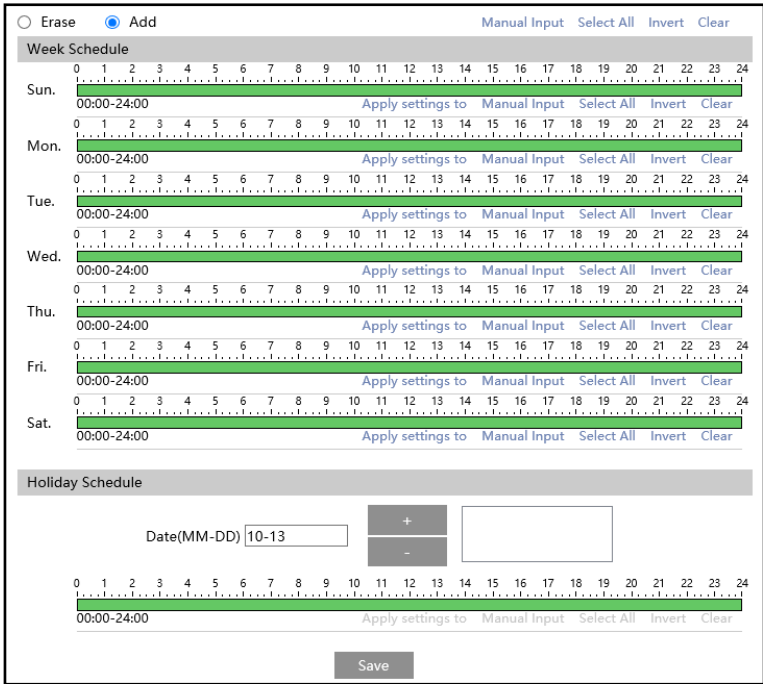 Erase Add Manual Input Select All Invert Clear
Week Schedule
0 1 2 3 4 5 6 7 8 9 10 11 12 13 14 15 16 17 18 19 20 21 22 23 24
Sun.
00:00-24:00 Apply settings to Manual Input Select All Invert Clear
0 1 2 3 4 5 6 7 8 9 10 11 12 13 14 15 16 17 18 19 20 21 22 23 24
Mon.
00:00-24:00 Apply settings to Manual Input Select All Invert Clear
0 1 2 3 4 5 6 7 8 9 10 11 12 13 14 15 16 17 18 19 20 21 22 23 24
Tue.
00:00-24:00 Apply settings to Manual Input Select All Invert Clear
0 1 2 3 4 5 6 7 8 9 10 11 12 13 14 15 16 17 18 19 20 21 22 23 24
Wed.
00:00-24:00 Apply settings to Manual Input Select All Invert Clear
0 1 2 3 4 5 6 7 8 9 10 11 12 13 14 15 16 17 18 19 20 21 22 23 24
Thu.
00:00-24:00 Apply settings to Manual Input Select All Invert Clear
0 1 2 3 4 5 6 7 8 9 10 11 12 13 14 15 16 17 18 19 20 21 22 23 24
Fri.
00:00-24:00 Apply settings to Manual Input Select All Invert Clear
0 1 2 3 4 5 6 7 8 9 10 11 12 13 14 15 16 17 18 19 20 21 22 23 24
Sat.
00:00-24:00 Apply settings to Manual Input Select All Invert Clear
Holiday Schedule
+
Date(MM-DD) 10-13
-
0 1 2 3 4 5 6 7 8 9 10 11 12 13 14 15 16 17 18 19 20 21 22 23 24
00:00-24:00 Apply settings to Manual Input Select All Invert Clear
Save